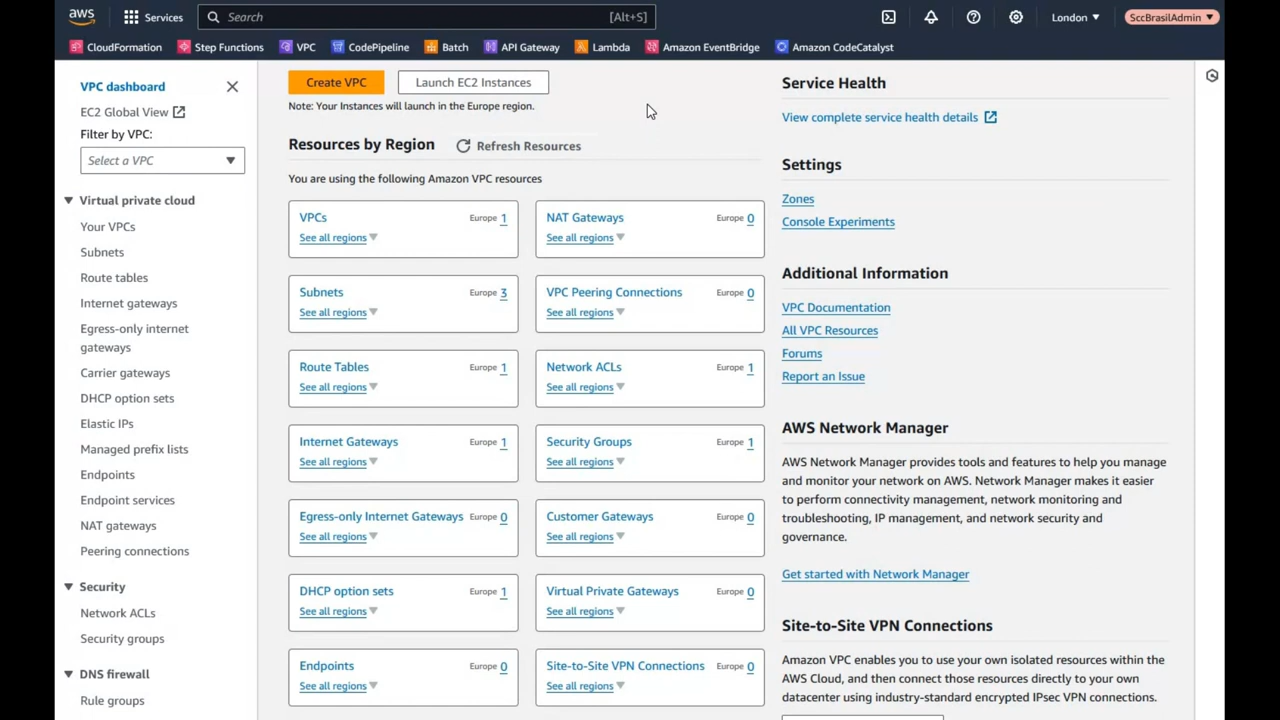 aws
Services
Search
[Alt+S]
London
SccBrasilAdmin
CloudFormation
Step Functions
VPC
CodePipeline
Batch
API Gateway
Lambda
Amazon EventBridge
Amazon CodeCatalyst
VPC dashboard
EC2 Global View
Filter by VPC:
Select a VPC
Virtual private cloud
Your VPCs
Subnets
Route tables
Internet gateways
Egress-only internet
gateways
Carrier gateways
DHCP option sets
Elastic IPs
Managed prefix lists
Endpoints
Endpoint services
NAT gateways
Peering connections
Security
Network ACLs
Security groups
DNS firewall
Rule groups
Create VPC
Launch EC2 Instances
Note: Your Instances will launch in the Europe region.
Resources by Region
Refresh Resources
You are using the following Amazon VPC resources
VPCs Europe 1
See all regions
NAT Gateways Europe 0
See all regions
Subnets Europe 3
See all regions
VPC Peering Connections Europe 0
See all regions
Route Tables Europe 1
See all regions
Network ACLs Europe 1
See all regions
Internet Gateways Europe 1
See all regions
Security Groups Europe 1
See all regions
Egress-only Internet Gateways Europe 0
See all regions
Customer Gateways Europe 0
See all regions
DHCP option sets Europe 1
See all regions
Virtual Private Gateways Europe 0
See all regions
Endpoints Europe 0
See all regions
Site-to-Site VPN Connections Europe 0
See all regions
Service Health
View complete service health details
Settings
Zones
Console Experiments
Additional Information
VPC Documentation
All VPC Resources
Forums
Report an Issue
AWS Network Manager
AWS Network Manager provides tools and features to help you manage
and monitor your network on AWS. Network Manager makes it easier
to perform connectivity management, network monitoring and
troubleshooting, IP management, and network security and
governance.
Get started with Network Manager
Site-to-Site VPN Connections
Amazon VPC enables you to use your own isolated resources within the
AWS Cloud, and then connect those resources directly to your own
datacenter using industry-standard encrypted IPsec VPN connections.